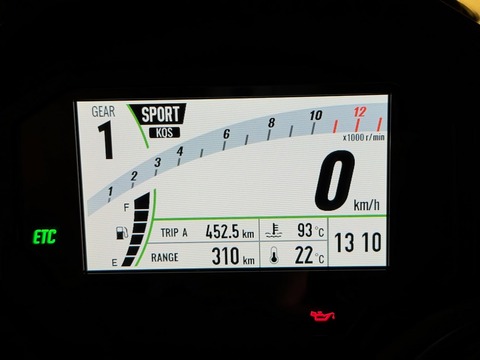 GEAR SPORT
1 KQS
1 2 3 4 6 8 10 12
x1000 r/min
0 km/h
F
E
ETC
TRIP A 452.5 km 93 °C
RANGE 310 km 22 °C
13 10